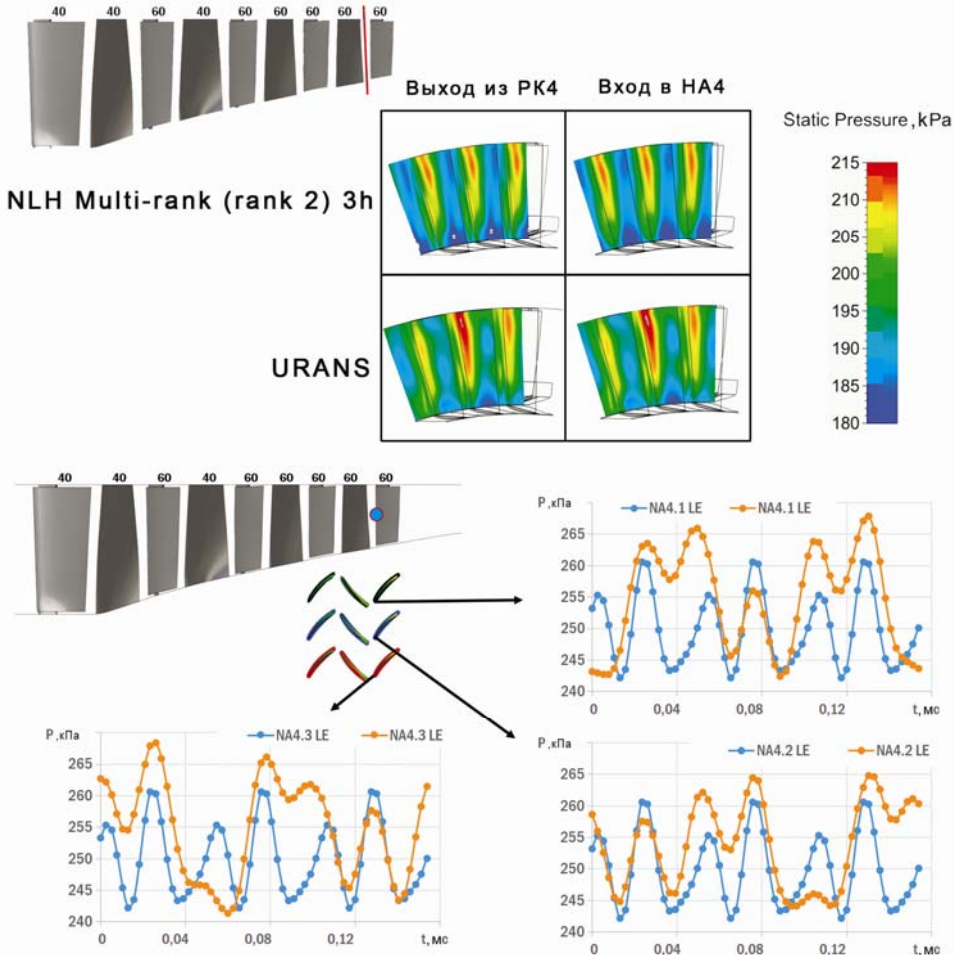 40 40 60 40 60 60 60 60 60
Выход из РК4 Вход в НА4
Static Pressure, kPa
NLH Multi-rank (rank 2) 3h
URANS
215
210
205
200
195
190
185
180
40 40 60 40 60 60 60 60 60
P, кПа NA4.1 LE NA4.1 LE
265
260
255
250
245
240
0 0,04 0,08 0,12 t, мс
P, кПа NA4.3 LE NA4.3 LE
265
260
255
250
245
240
0 0,04 0,08 0,12 t, мс
P, кПа NA4.2 LE NA4.2 LE
265
260
255
250
245
240
0 0,04 0,08 0,12 t, мс